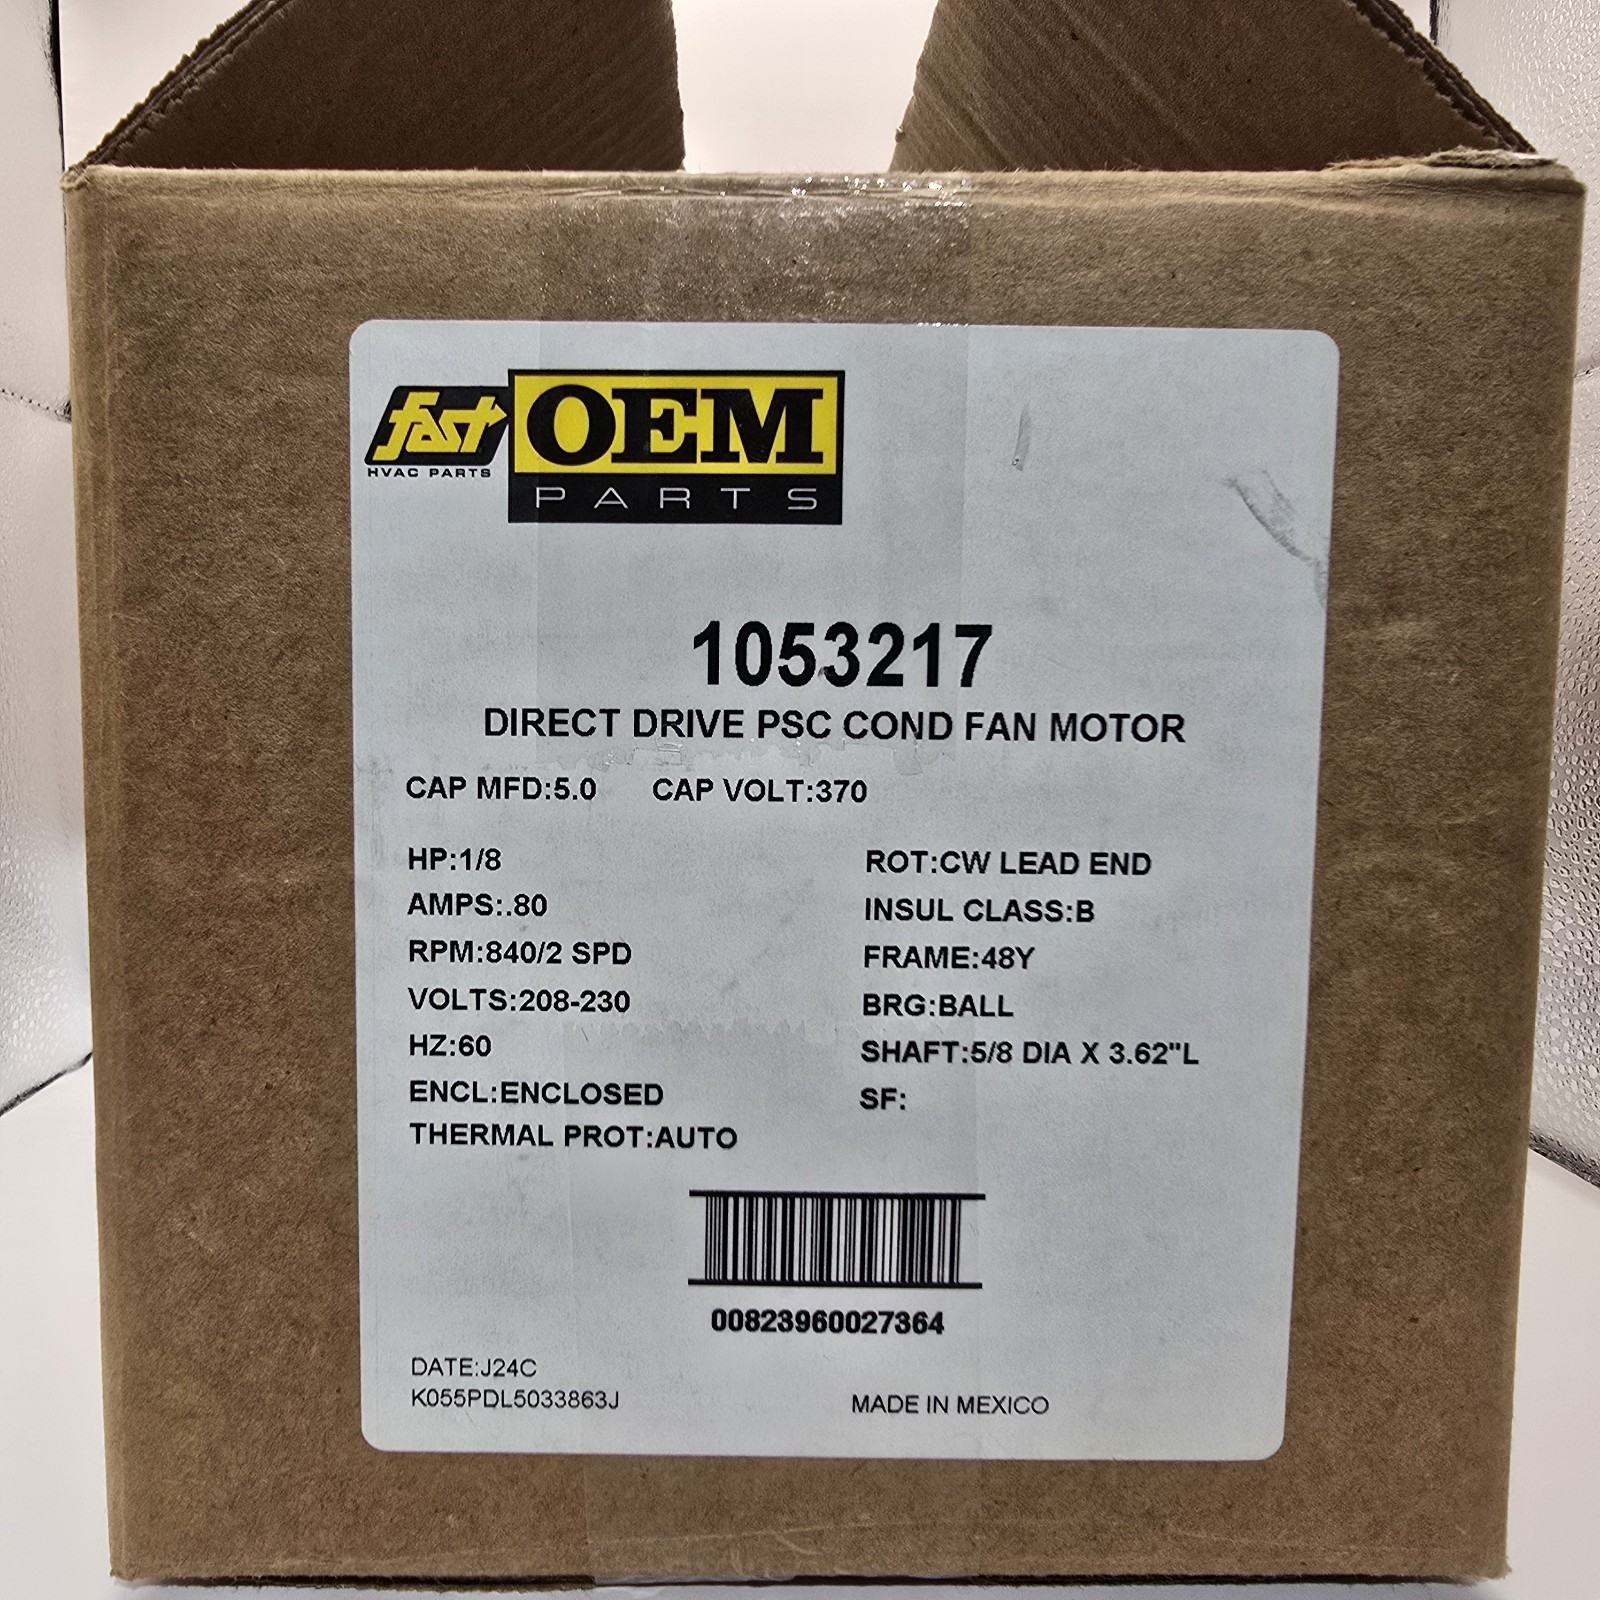 fast OEM
HVAC PARTS
PARTS
1053217
DIRECT DRIVE PSC COND FAN MOTOR
CAP MFD:5.0 CAP VOLT:370
HP:1/8 ROT:CW LEAD END
AMPS:.80 INSUL CLASS:B
RPM:840/2 SPD FRAME:48Y
VOLTS:208-230 BRG:BALL
HZ:60 SHAFT:5/8 DIA X 3.62"L
ENCL:ENCLOSED SF:
THERMAL PROT:AUTO
00823960027364
DATE:J24C
K055PDL5033863J MADE IN MEXICO